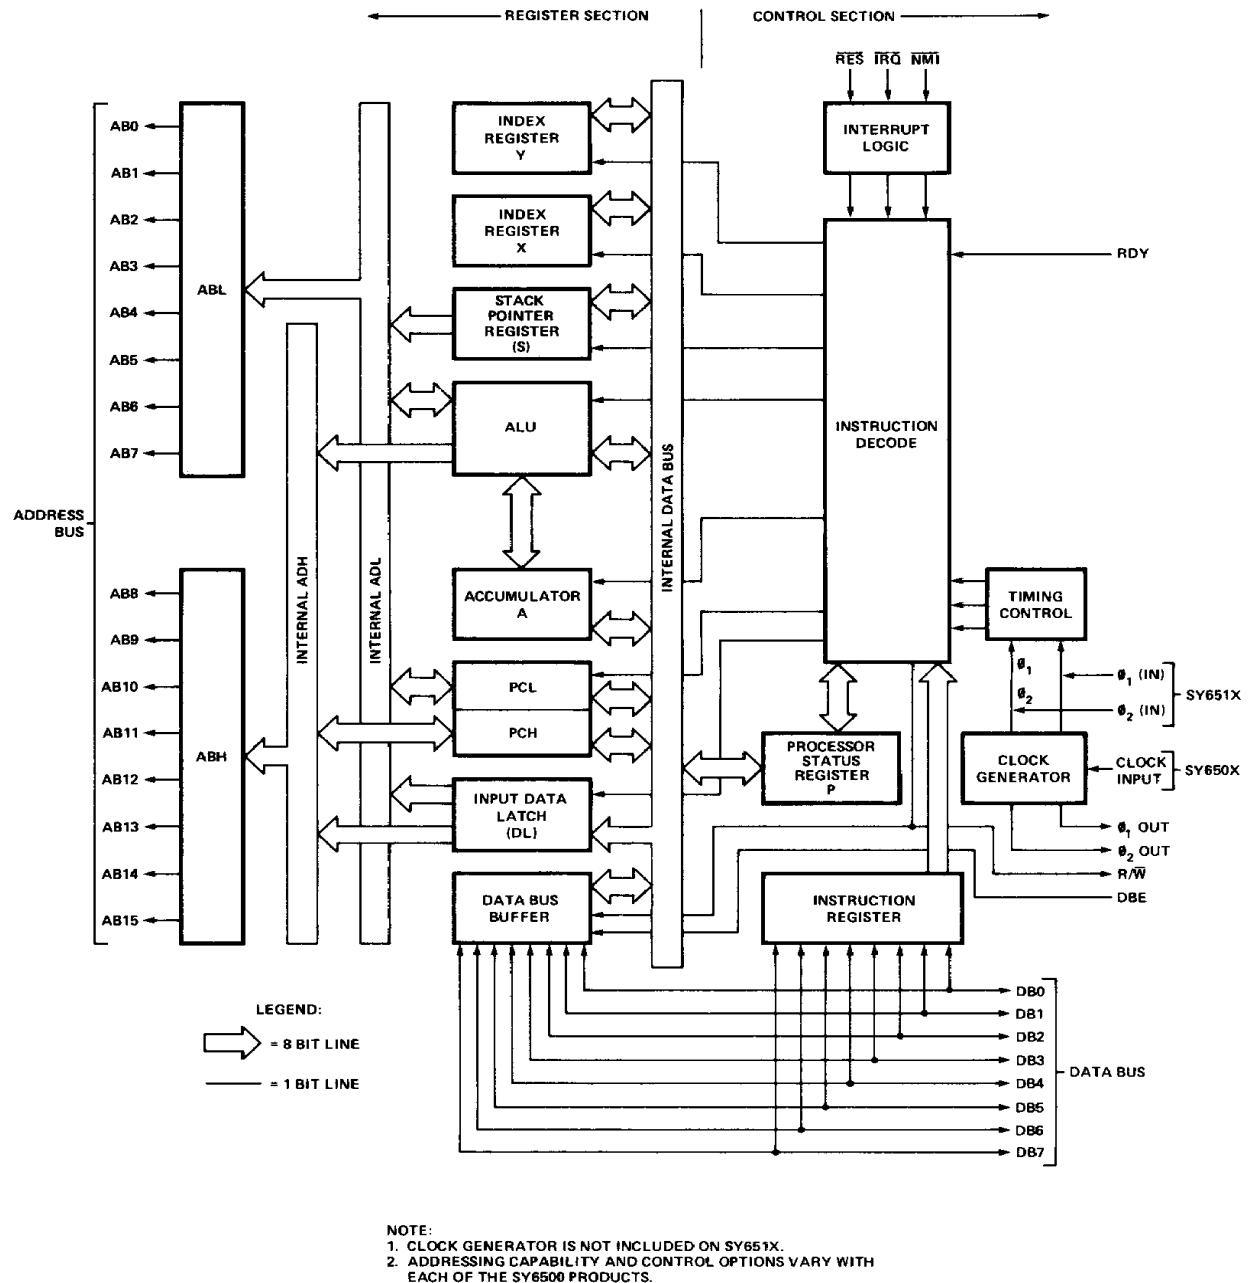 REGISTER SECTION
CONTROL SECTION
RES IRQ NMI
INTERRUPT
LOGIC
INDEX
REGISTER
Y
INDEX
REGISTER
X
STACK
POINTER
REGISTER
(S)
ALU
ACCUMULATOR
A
PCL
PCH
INPUT DATA
LATCH
(DL)
DATA BUS
BUFFER
AB0
AB1
AB2
AB3
AB4
AB5
AB6
AB7
ABL
ADDRESS
BUS
AB8
AB9
AB10
AB11
AB12
AB13
AB14
AB15
ABH
INTERNAL ADH
INTERNAL ADL
INTERNAL DATA BUS
INSTRUCTION
DECODE
RDY
TIMING
CONTROL
ø1
ø2
ø1 (IN)
ø2 (IN)
SY651X
PROCESSOR
STATUS
REGISTER
P
CLOCK
GENERATOR
CLOCK
INPUT
SY650X
ø1 OUT
ø2 OUT
R/W
DBE
INSTRUCTION
REGISTER
DB0
DB1
DB2
DB3
DB4
DB5
DB6
DB7
DATA BUS
LEGEND:
= 8 BIT LINE
= 1 BIT LINE
NOTE:
1. CLOCK GENERATOR IS NOT INCLUDED ON SY651X.
2. ADDRESSING CAPABILITY AND CONTROL OPTIONS VARY WITH
EACH OF THE SY6500 PRODUCTS.